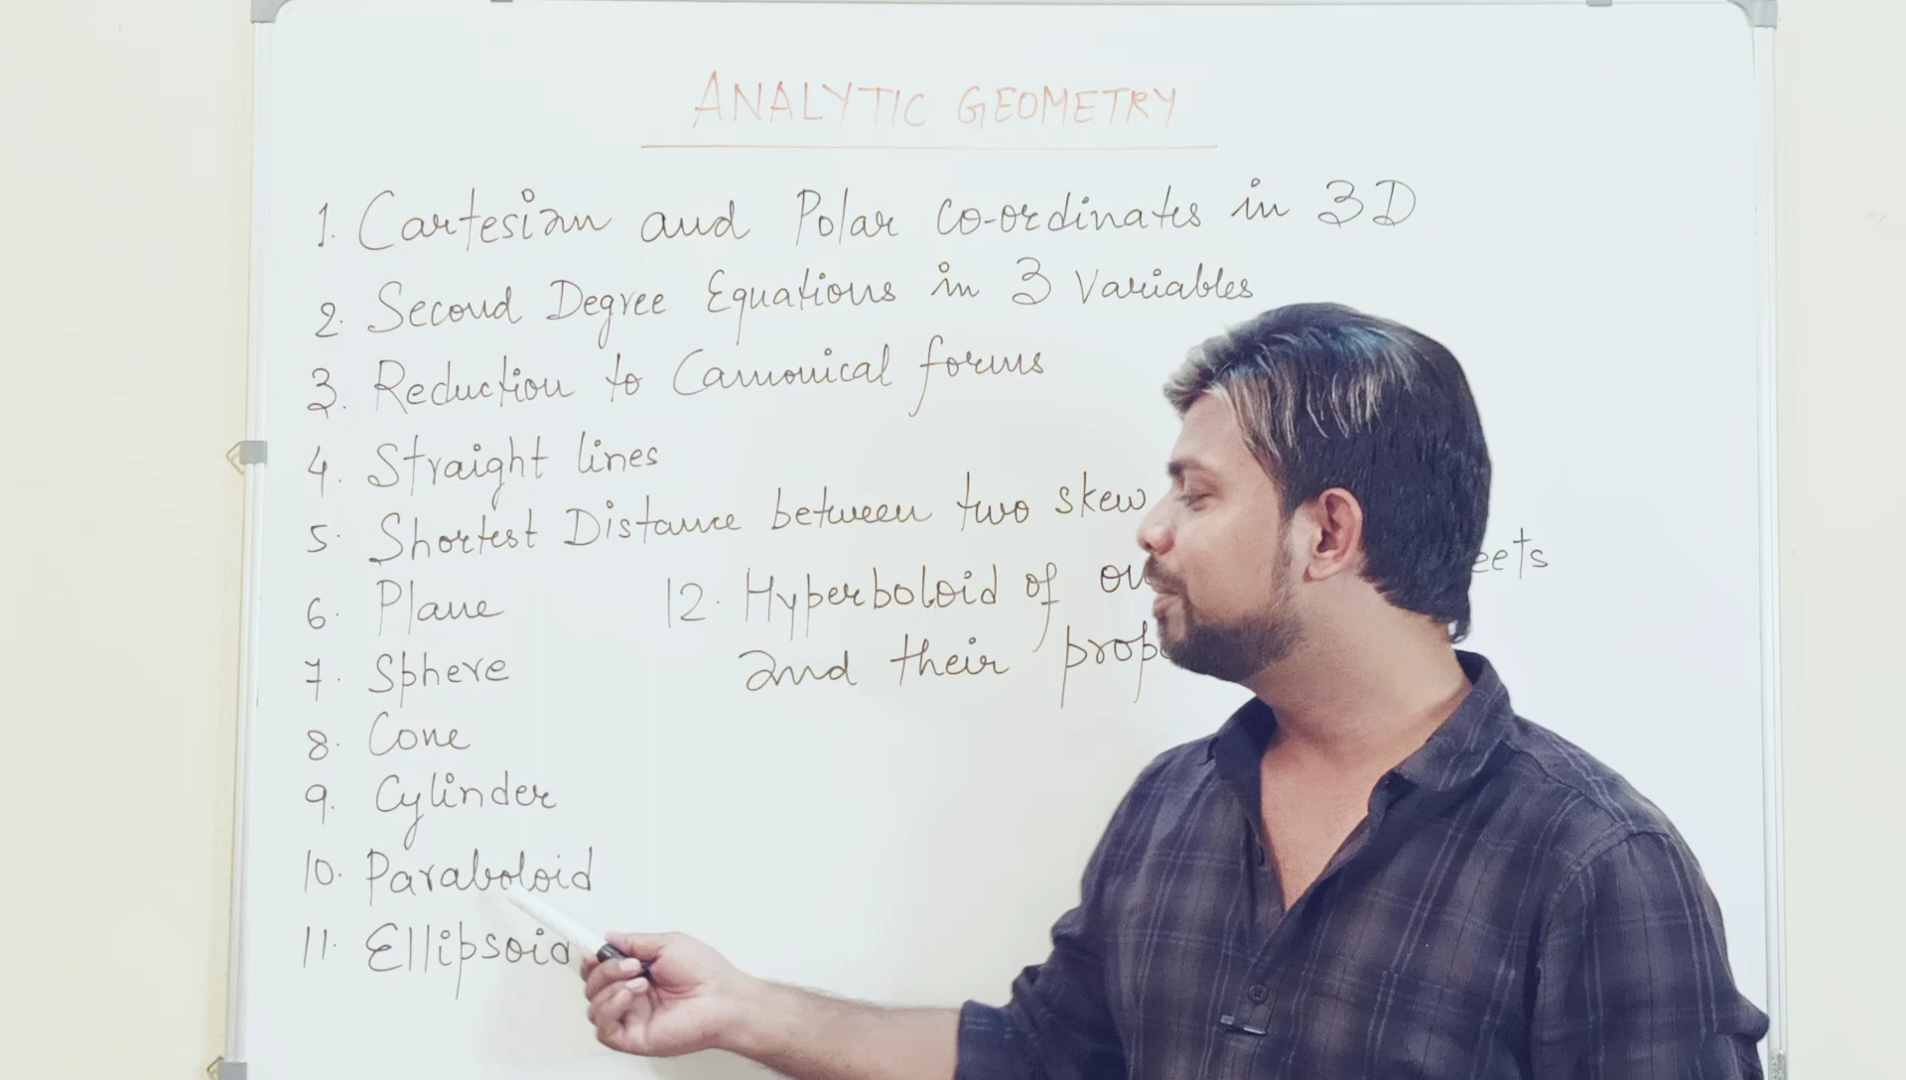 ANALYTIC GEOMETRY
1. Cartesian and Polar co-ordinates in 3D
2. Second Degree Equations in 3 Variables
3. Reduction to Canonical forms
4. Straight lines
5. Shortest Distance between two skew
6. Plane
7. Sphere
8. Cone
9. Cylinder
10. Paraboloid
11. Ellipsoid
12. Hyperboloid of
and their